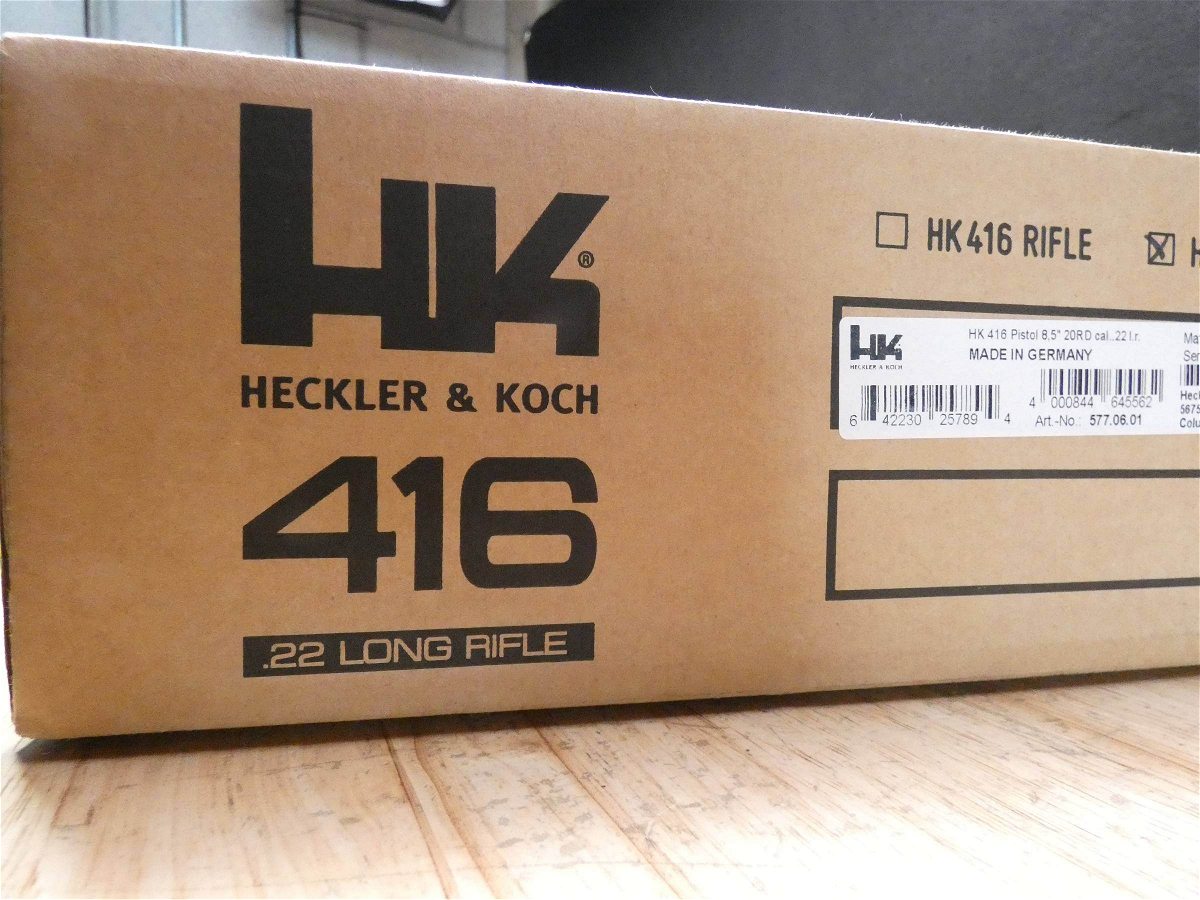 HK®
HECKLER & KOCH
416
.22 LONG RIFLE
HK416 RIFLE
HK
HECKLER & KOCH
HK 416 Pistol 8,5" 20RD cal..22 l.r.
MADE IN GERMANY
6 42230 25789 4
4 000844 645562
Art.-No.: 577.06.01